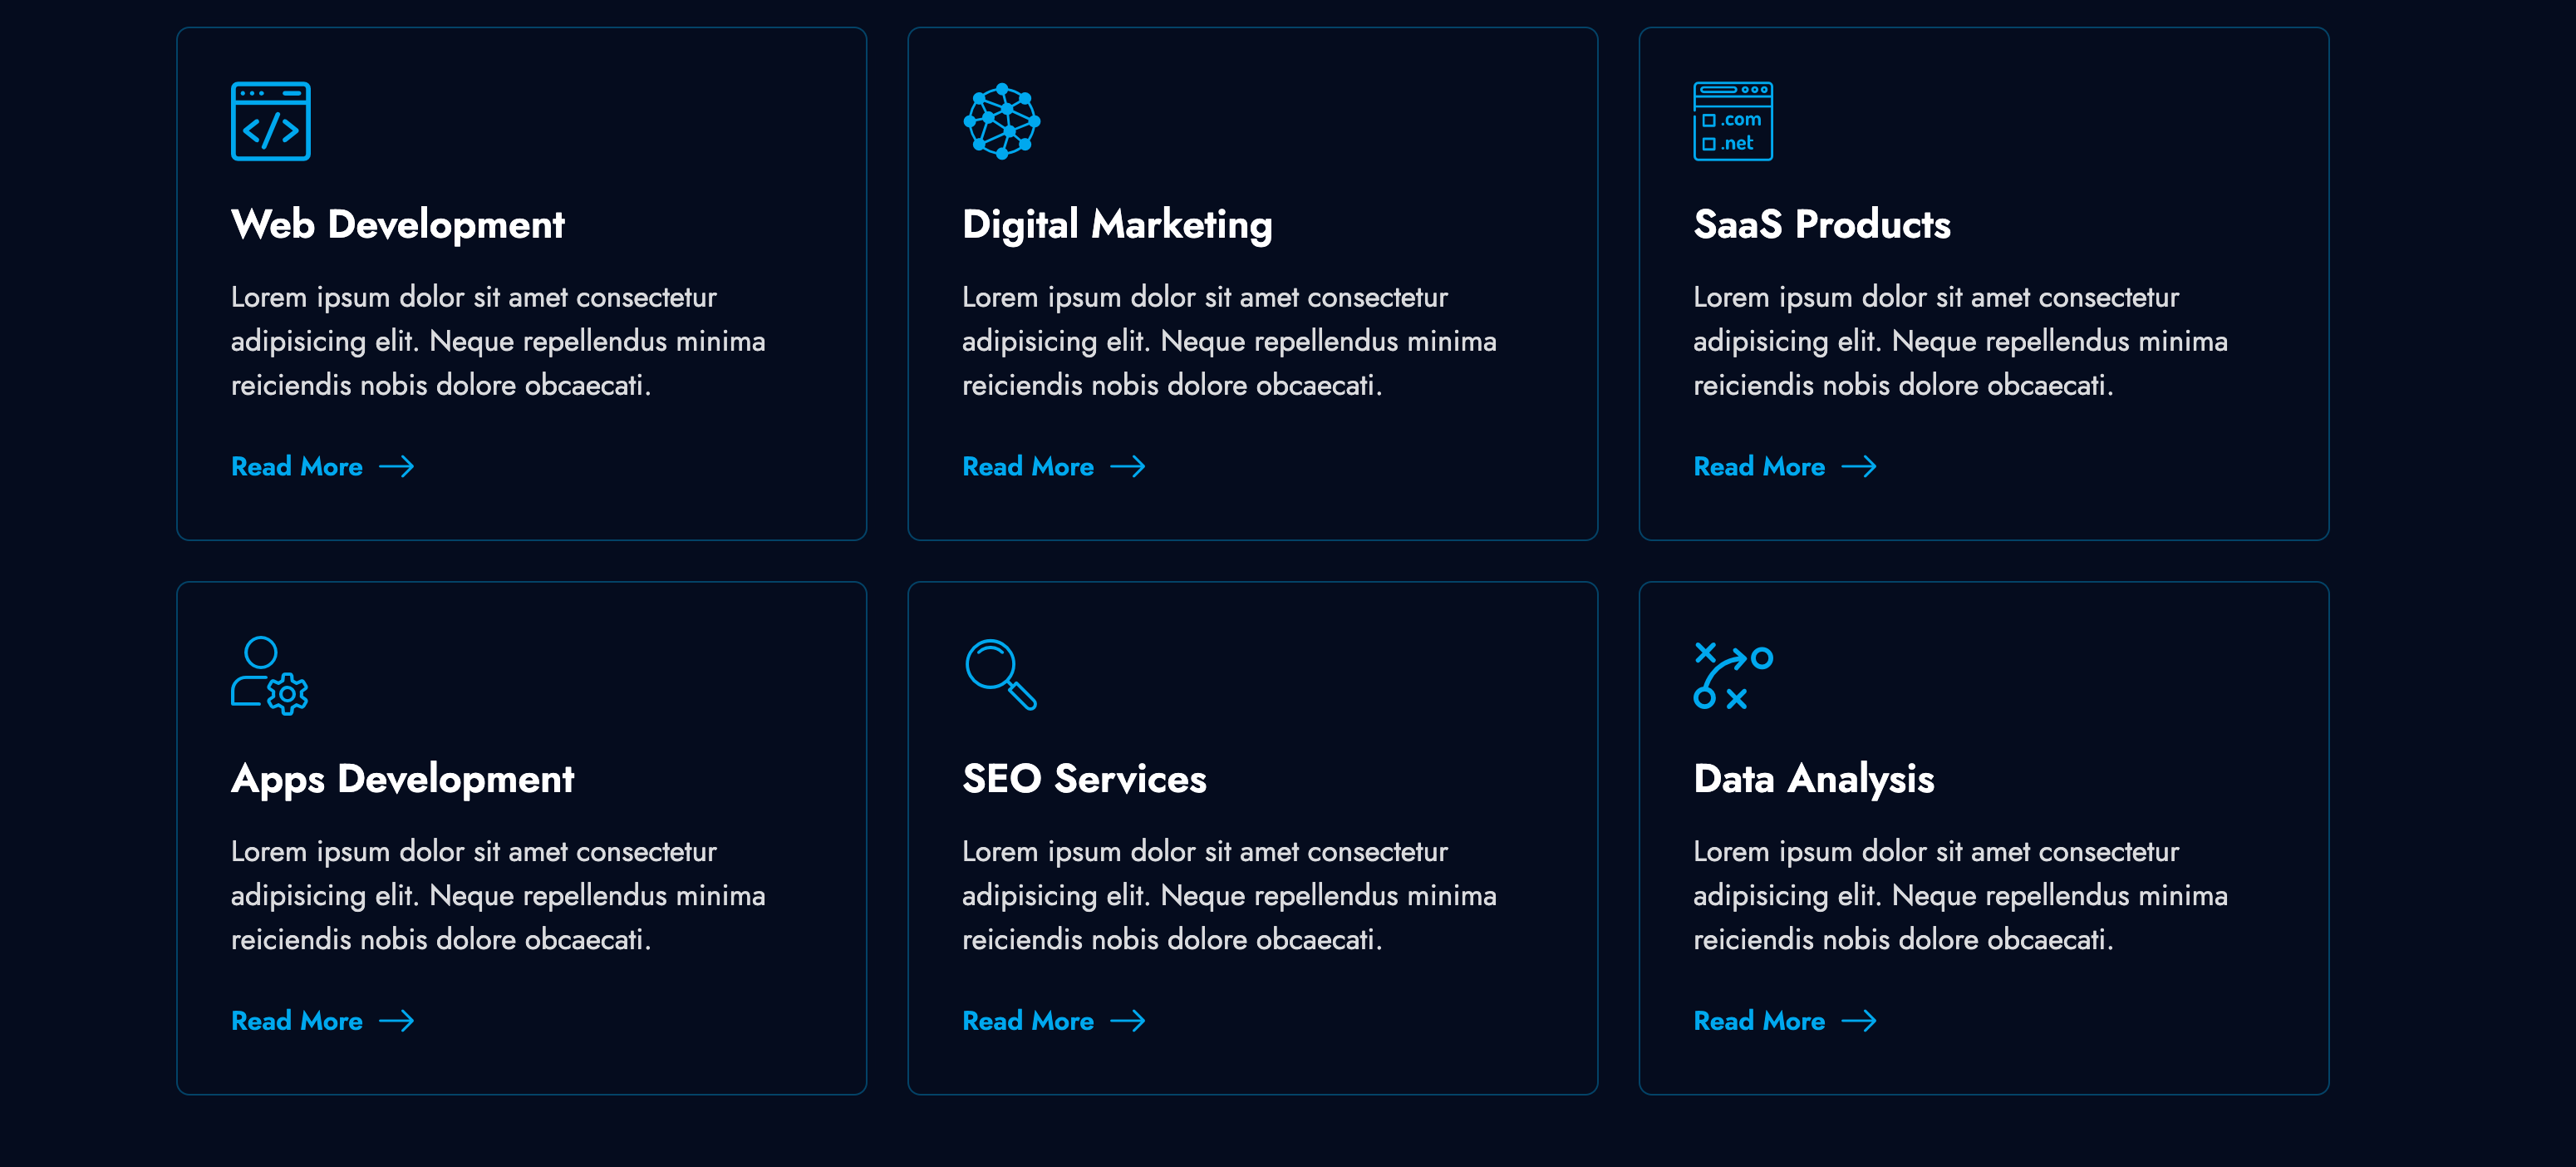 .com
.net
Web Development
Lorem ipsum dolor sit amet consectetur
adipisicing elit. Neque repellendus minima
reiciendis nobis dolore obcaecati.
Read More
Digital Marketing
Lorem ipsum dolor sit amet consectetur
adipisicing elit. Neque repellendus minima
reiciendis nobis dolore obcaecati.
Read More
SaaS Products
Lorem ipsum dolor sit amet consectetur
adipisicing elit. Neque repellendus minima
reiciendis nobis dolore obcaecati.
Read More
Apps Development
Lorem ipsum dolor sit amet consectetur
adipisicing elit. Neque repellendus minima
reiciendis nobis dolore obcaecati.
Read More
SEO Services
Lorem ipsum dolor sit amet consectetur
adipisicing elit. Neque repellendus minima
reiciendis nobis dolore obcaecati.
Read More
Data Analysis
Lorem ipsum dolor sit amet consectetur
adipisicing elit. Neque repellendus minima
reiciendis nobis dolore obcaecati.
Read More